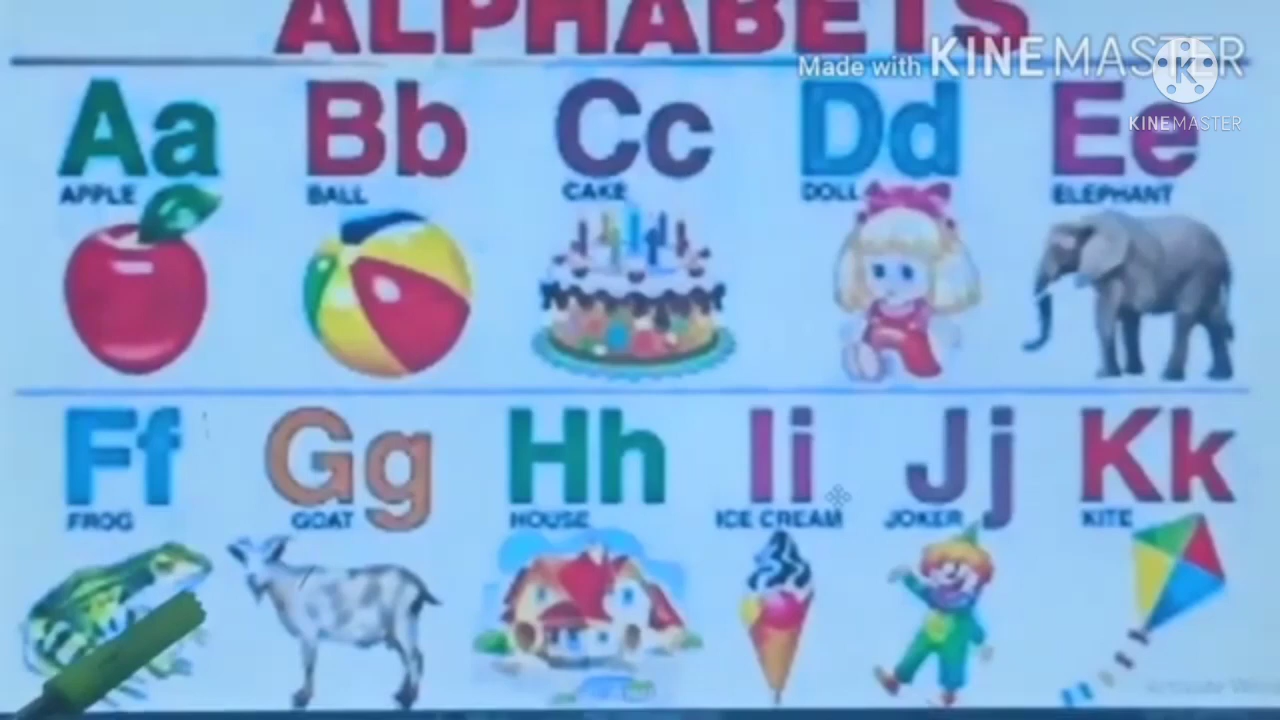 ALPHABETS
Made with KINEMASTER
KINEMASTER
Aa Bb Cc Dd Ee
APPLE BALL CAKE DOLL ELEPHANT
Ff Gg Hh Ii Jj Kk
FROG GOAT HOUSE ICE CREAM JOKER KITE